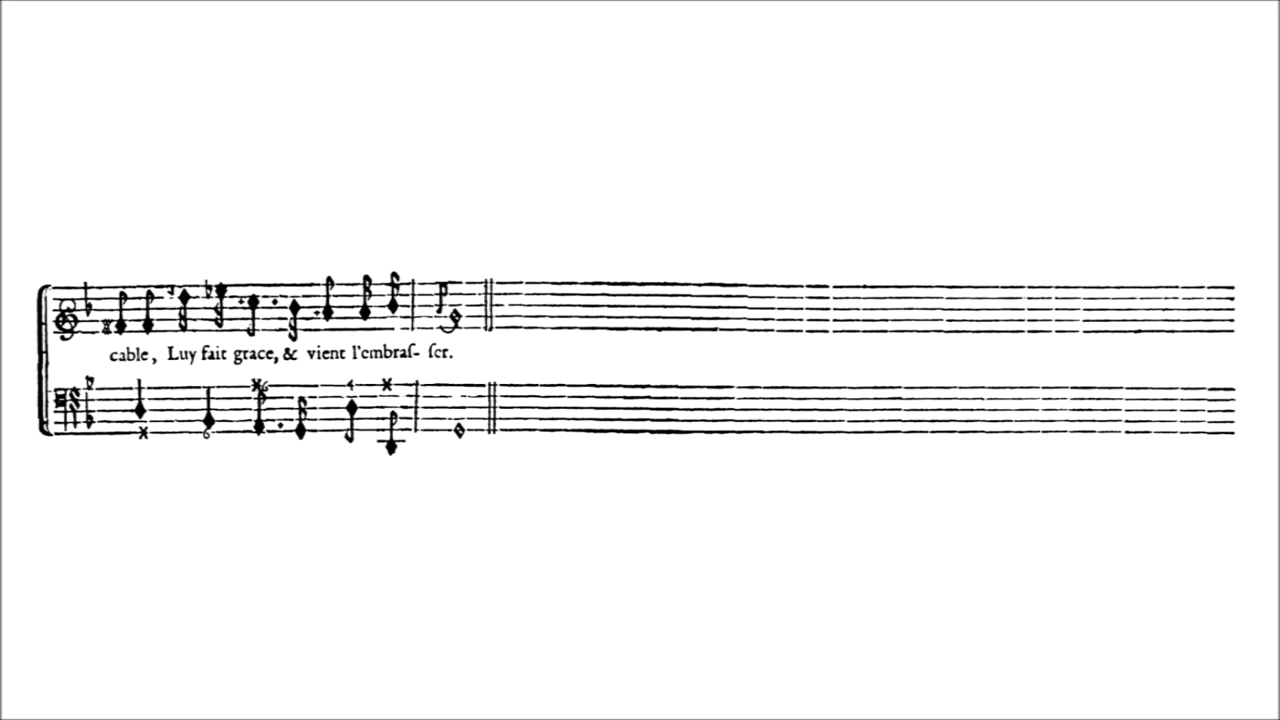 cable, Luy fait grace, & vient l'embraſ- ſer.